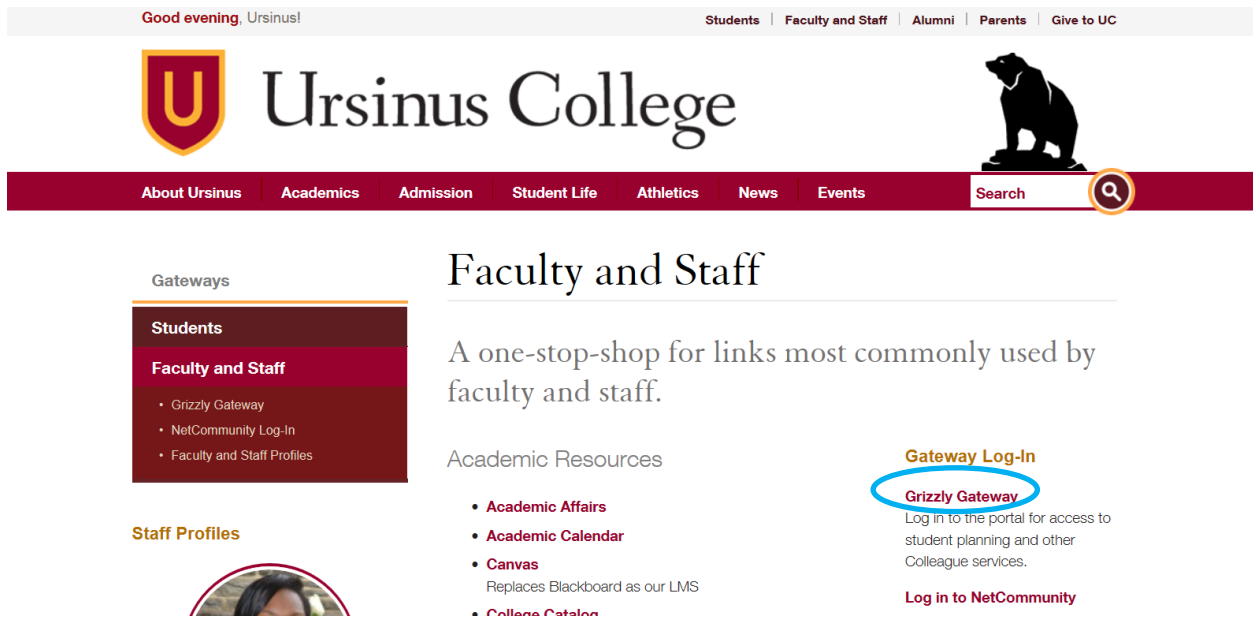 Good evening, Ursinus!
Students Faculty and Staff Alumni Parents Give to UC
U Ursinus College
About Ursinus Academics Admission Student Life Athletics News Events Search
Gateways
Students
Faculty and Staff
• Grizzly Gateway
• NetCommunity Log-In
• Faculty and Staff Profiles
Staff Profiles
Faculty and Staff
A one-stop-shop for links most commonly used by
faculty and staff.
Academic Resources
• Academic Affairs
• Academic Calendar
• Canvas
Replaces Blackboard as our LMS
• College Catalog
Gateway Log-In
Grizzly Gateway
Log in to the portal for access to
student planning and other
Colleague services.
Log in to NetCommunity